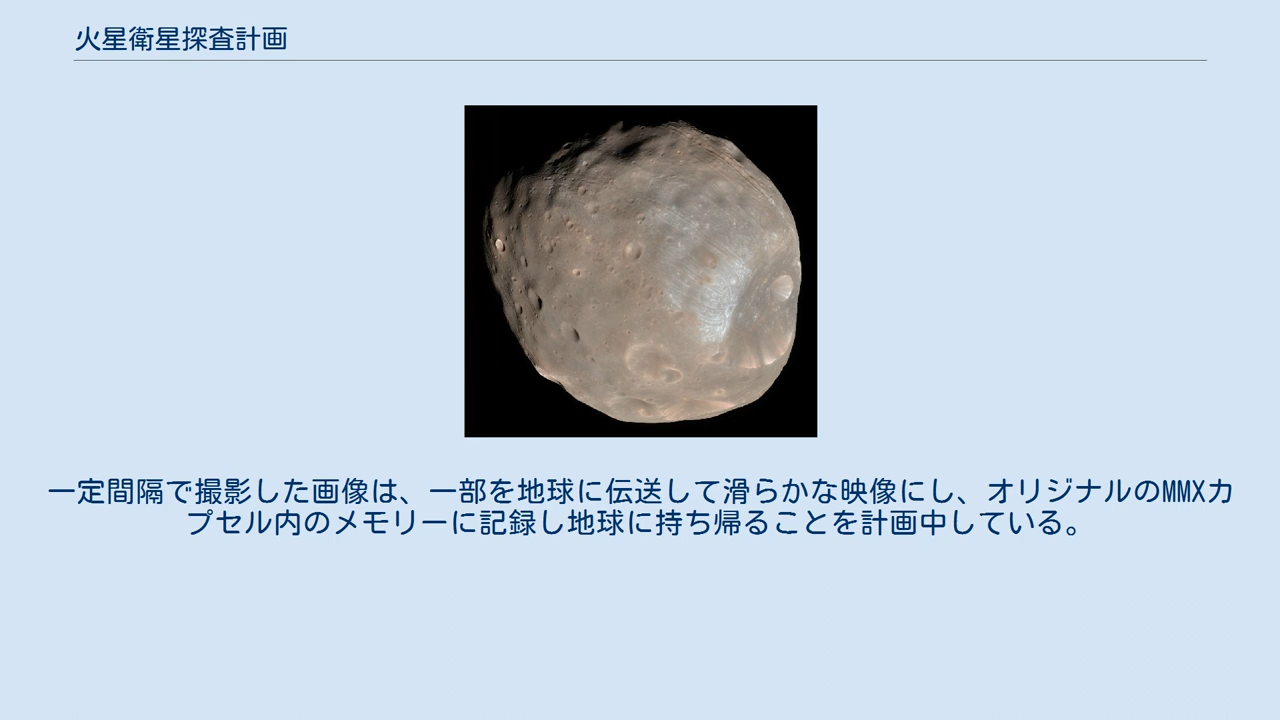 火星衛星探査計画
一定間隔で撮影した画像は、一部を地球に伝送して滑らかな映像にし、オリジナルのMMXカ
プセル内のメモリーに記録し地球に持ち帰ることを計画中している。